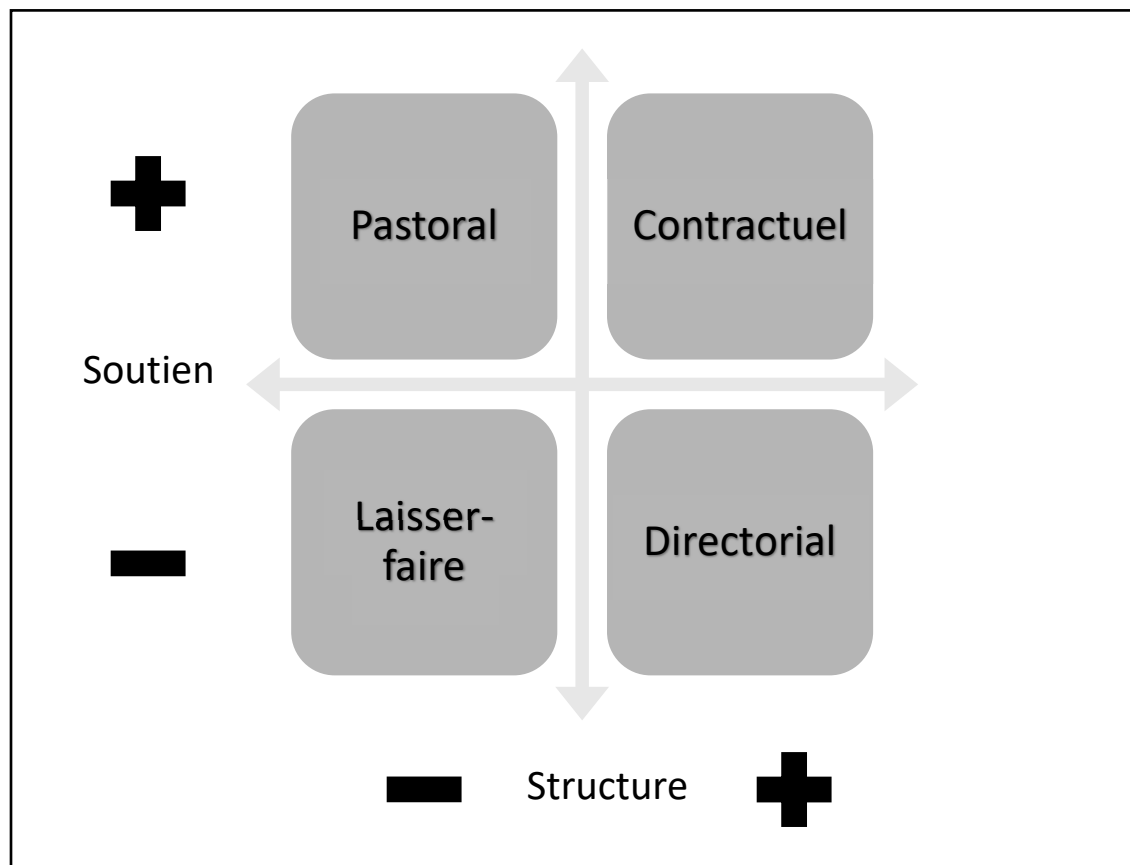 Pastoral
Contractuel
Soutien
Laisser-
faire
Directorial
Structure